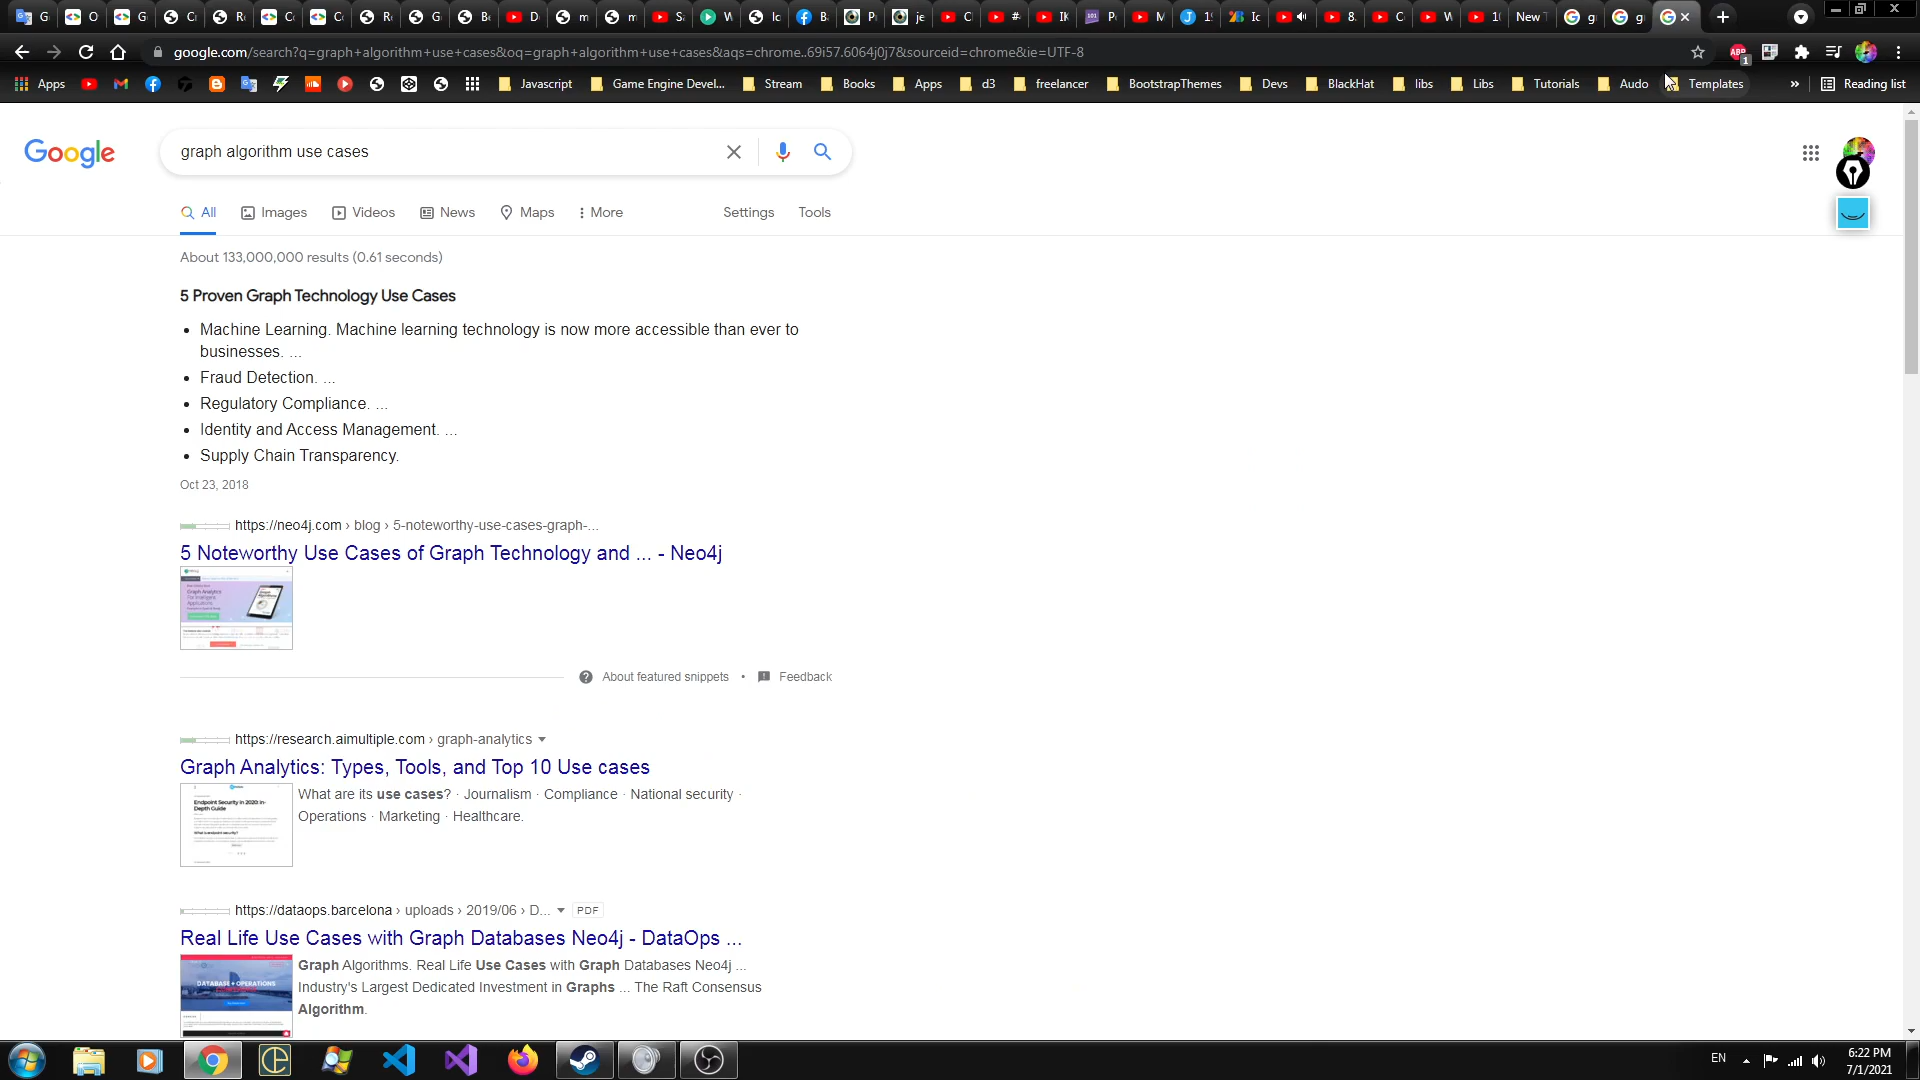 google.com/search?q=graph+algorithm+use+cases&oq=graph+algorithm+use+cases&aqs=chrome..69i57.6064j0j7&sourceid=chrome&ie=UTF-8
Apps
Javascript
Game Engine Devel...
Stream
Books
Apps
d3
freelancer
BootstrapThemes
Devs
BlackHat
libs
Libs
Tutorials
Audo
Templates
»
Reading list
Google
graph algorithm use cases
All
Images
Videos
News
Maps
More
Settings
Tools
About 133,000,000 results (0.61 seconds)
5 Proven Graph Technology Use Cases
• Machine Learning. Machine learning technology is now more accessible than ever to
businesses. ...
• Fraud Detection. ...
• Regulatory Compliance. ...
• Identity and Access Management. ...
• Supply Chain Transparency.
Oct 23, 2018
https://neo4j.com › blog › 5-noteworthy-use-cases-graph-...
5 Noteworthy Use Cases of Graph Technology and ... - Neo4j
About featured snippets • Feedback
https://research.aimultiple.com › graph-analytics
Graph Analytics: Types, Tools, and Top 10 Use cases
What are its use cases? · Journalism · Compliance · National security ·
Operations · Marketing · Healthcare.
https://dataops.barcelona › uploads › 2019/06 › D... PDF
Real Life Use Cases with Graph Databases Neo4j - DataOps ...
Graph Algorithms. Real Life Use Cases with Graph Databases Neo4j ...
Industry's Largest Dedicated Investment in Graphs ... The Raft Consensus
Algorithm.
EN
6:22 PM
7/1/2021